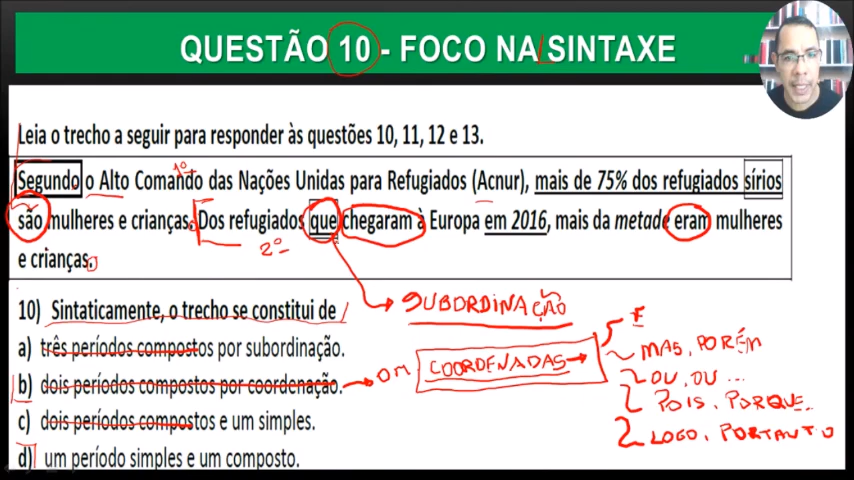 QUESTÃO 10 - FOCO NA SINTAXE
Leia o trecho a seguir para responder às questões 10, 11, 12 e 13.
1º
Segundo o Alto Comando das Nações Unidas para Refugiados (Acnur), mais de 75% dos refugiados sírios
são mulheres e crianças. Dos refugiados que chegaram à Europa em 2016, mais da metade eram mulheres
2º
e crianças.
10) Sintaticamente, o trecho se constitui de
SUBORDINAÇÃO
a) três períodos compostos por subordinação.
E
MAS, PORÉM
b) dois períodos compostos por coordenação.
OR. COORDENADAS
OU, OU ...
POIS, PORQUE.
c) dois períodos compostos e um simples.
LOGO, PORTANTO
d) um período simples e um composto.